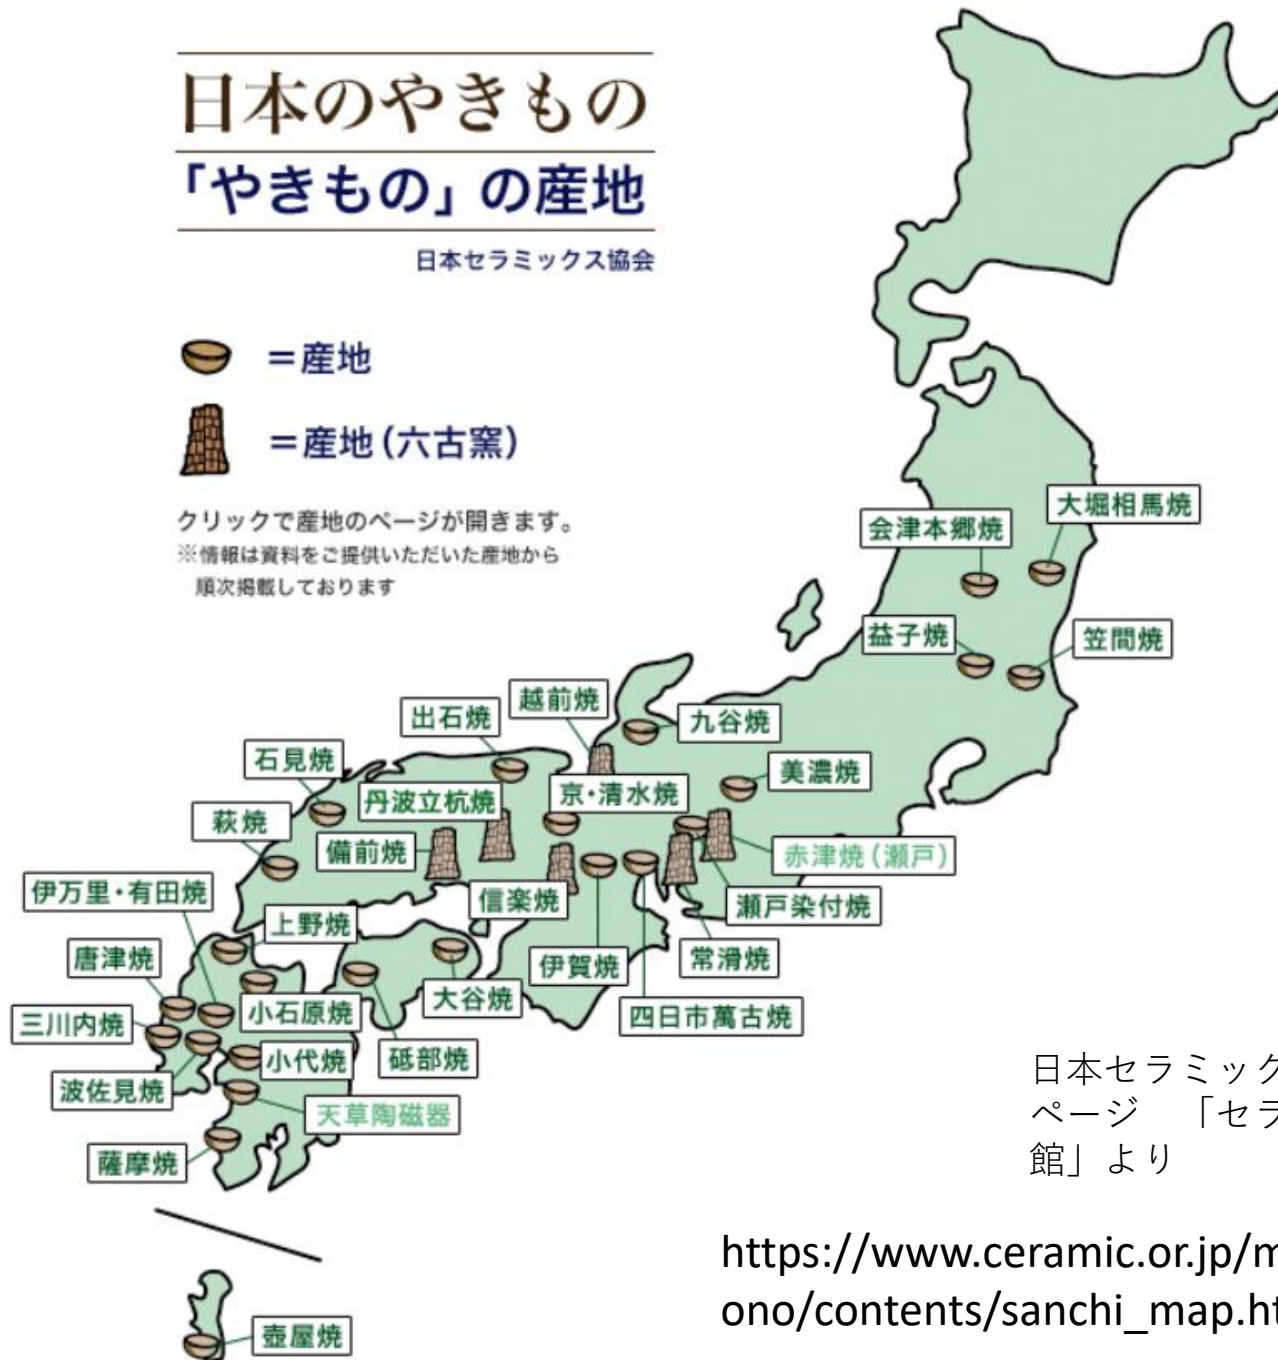 日本のやきもの
「やきもの」の産地
日本セラミックス協会
=産地
=産地(六古窯)
クリックで産地のページが開きます。
※情報は資料をご提供いただいた産地から
順次掲載しております
大堀相馬焼
会津本郷焼
益子焼
笠間焼
越前焼
出石焼
九谷焼
石見焼
美濃焼
丹波立杭焼
京・清水焼
萩焼
備前焼
赤津焼(瀬戸)
伊万里・有田焼
信楽焼
瀬戸染付焼
上野焼
唐津焼
伊賀焼
常滑焼
大谷焼
小石原焼
三川内焼
四日市萬古焼
小代焼
砥部焼
波佐見焼
天草陶磁器
薩摩焼
壺屋焼
日本セラミック
ページ 「セラ
館」より
https://www.ceramic.or.jp/m
ono/contents/sanchi_map.ht